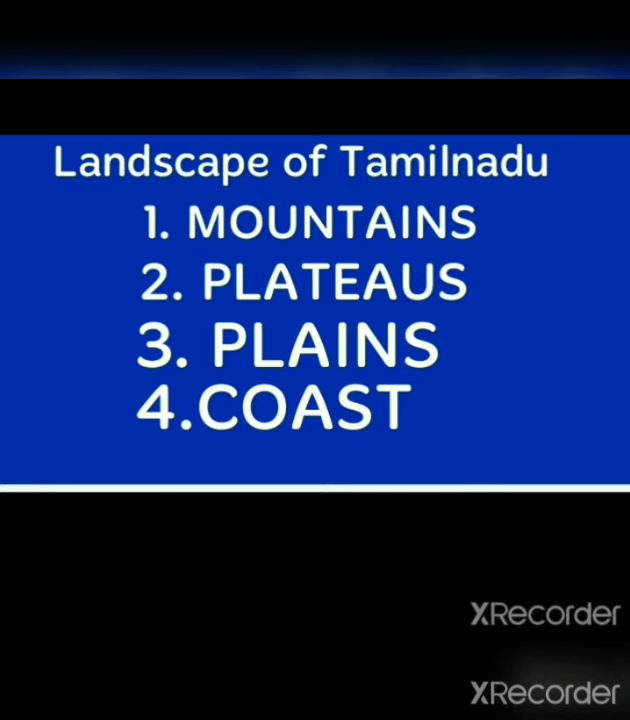 Landscape of Tamilnadu
1. MOUNTAINS
2. PLATEAUS
3. PLAINS
4.COAST
XRecorder
XRecorder